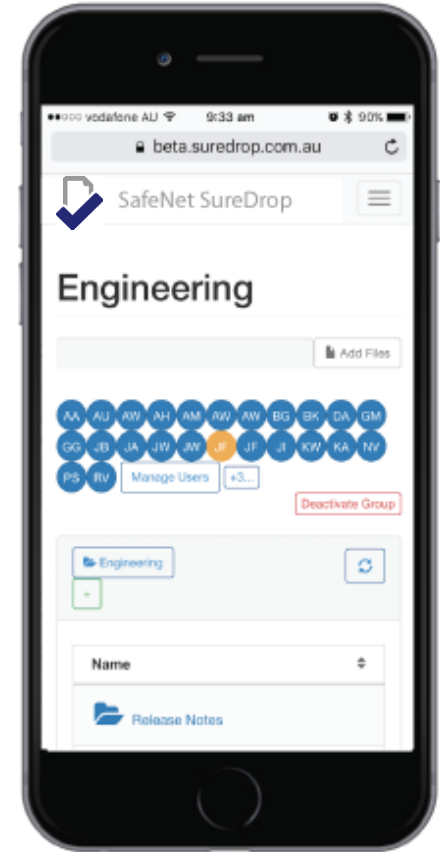 vodafone AU 9:33 am 90%
beta.suredrop.com.au
SafeNet SureDrop
Engineering
Add Files
AA AU AW AH AM AW AW BG BK DA GM
GG JB JA JW JW JF JF JI KW KA NV
PS RV Manage Users +3...
Deactivate Group
Engineering
+
Name
Release Notes